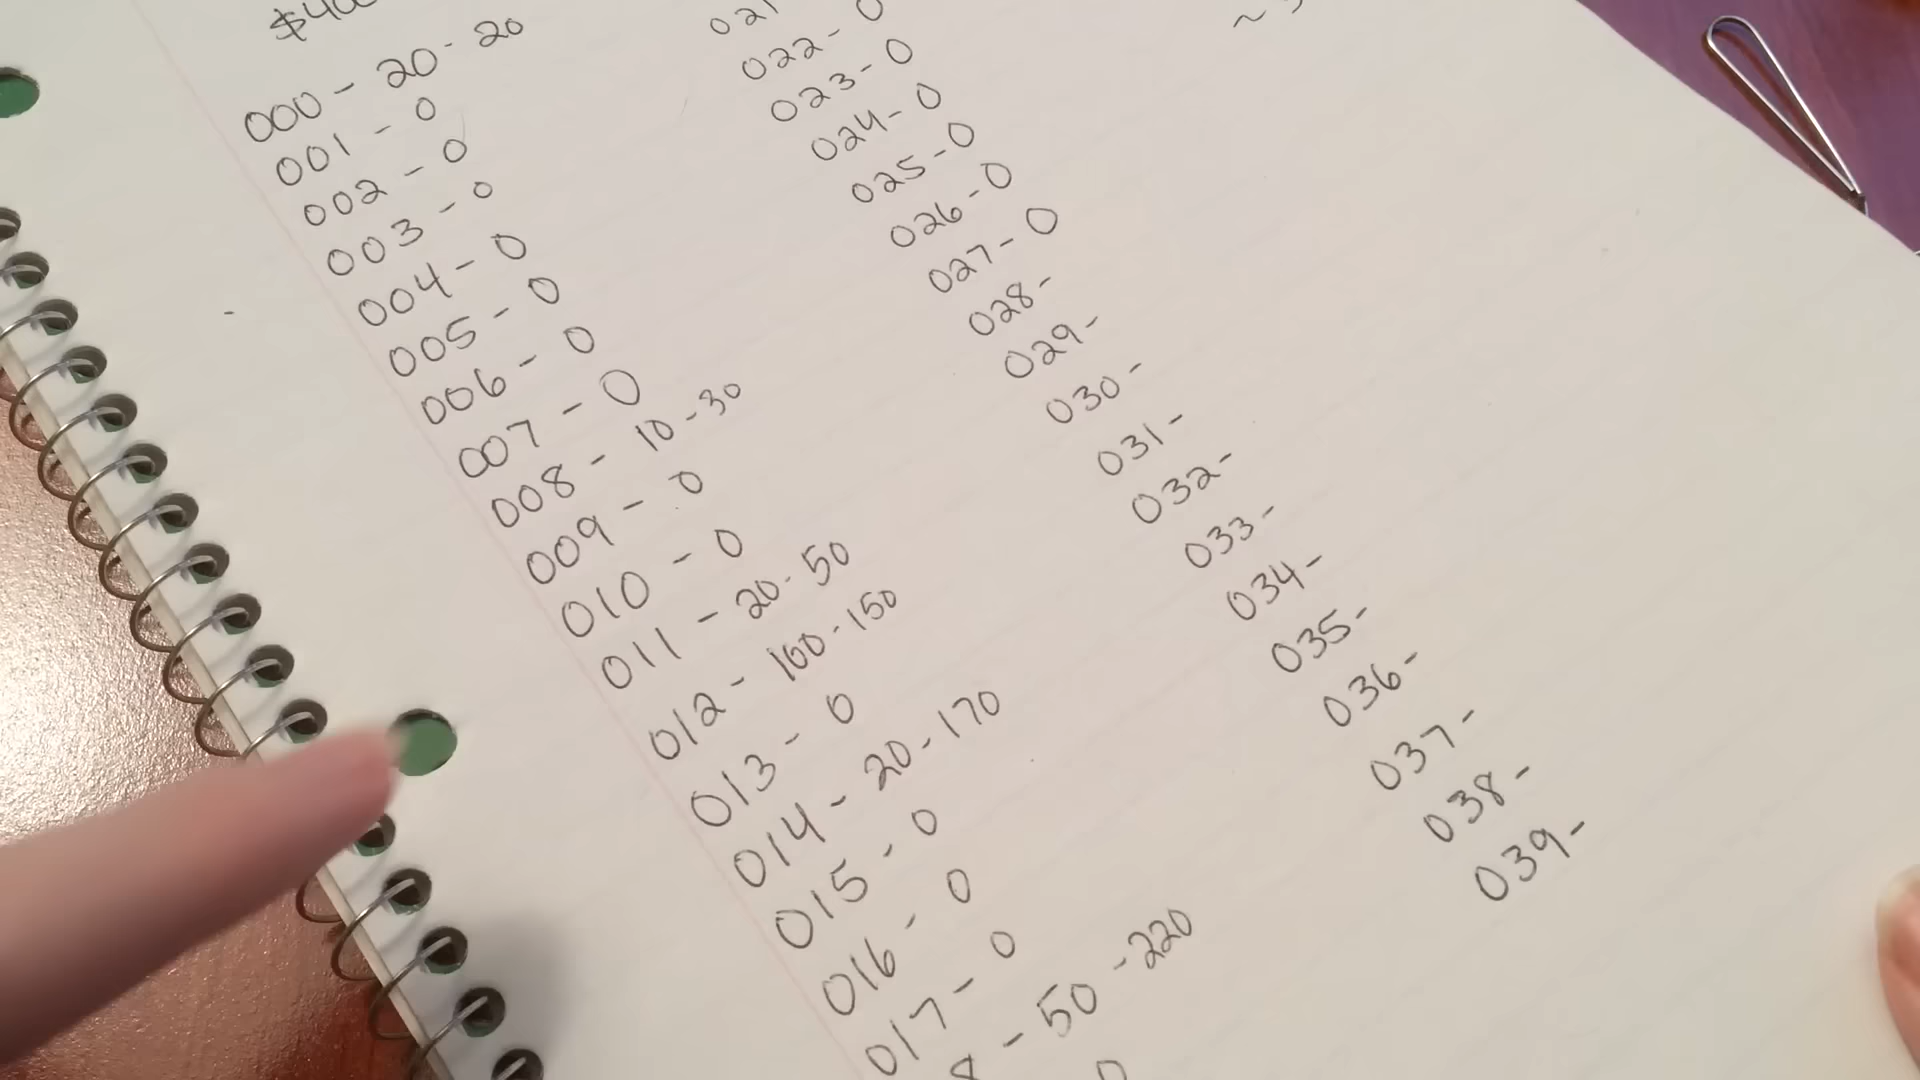 000 - 20 - 20
001 - 0
002 - 0
003 - 0
004 - 0
005 - 0
006 - 0
007 - 0
008 - 10 - 30
009 - 0
010 - 0
011 - 20 - 50
012 - 100 - 150
013 - 0
014 - 20 - 170
015 - 0
016 - 0
017 - 0
8 - 50 - 220
0
021
022 - 0
023 - 0
024 - 0
025 - 0
026 - 0
027 - 0
028 -
029 -
030 -
031 -
032 -
033 -
034 -
035 -
036 -
037 -
038 -
039 -